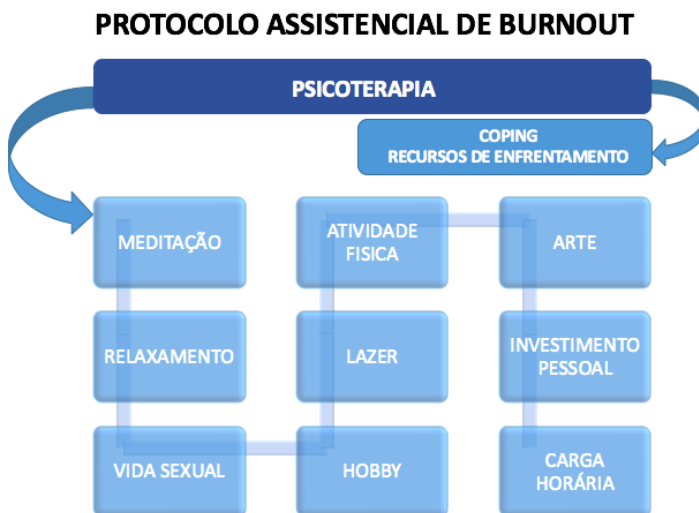 PROTOCOLO ASSISTENCIAL DE BURNOUT
PSICOTERAPIA
COPING
RECURSOS DE ENFRENTAMENTO
MEDITAÇÃO
ATIVIDADE
FISICA
ARTE
RELAXAMENTO
LAZER
INVESTIMENTO
PESSOAL
VIDA SEXUAL
HOBBY
CARGA
HORÁRIA